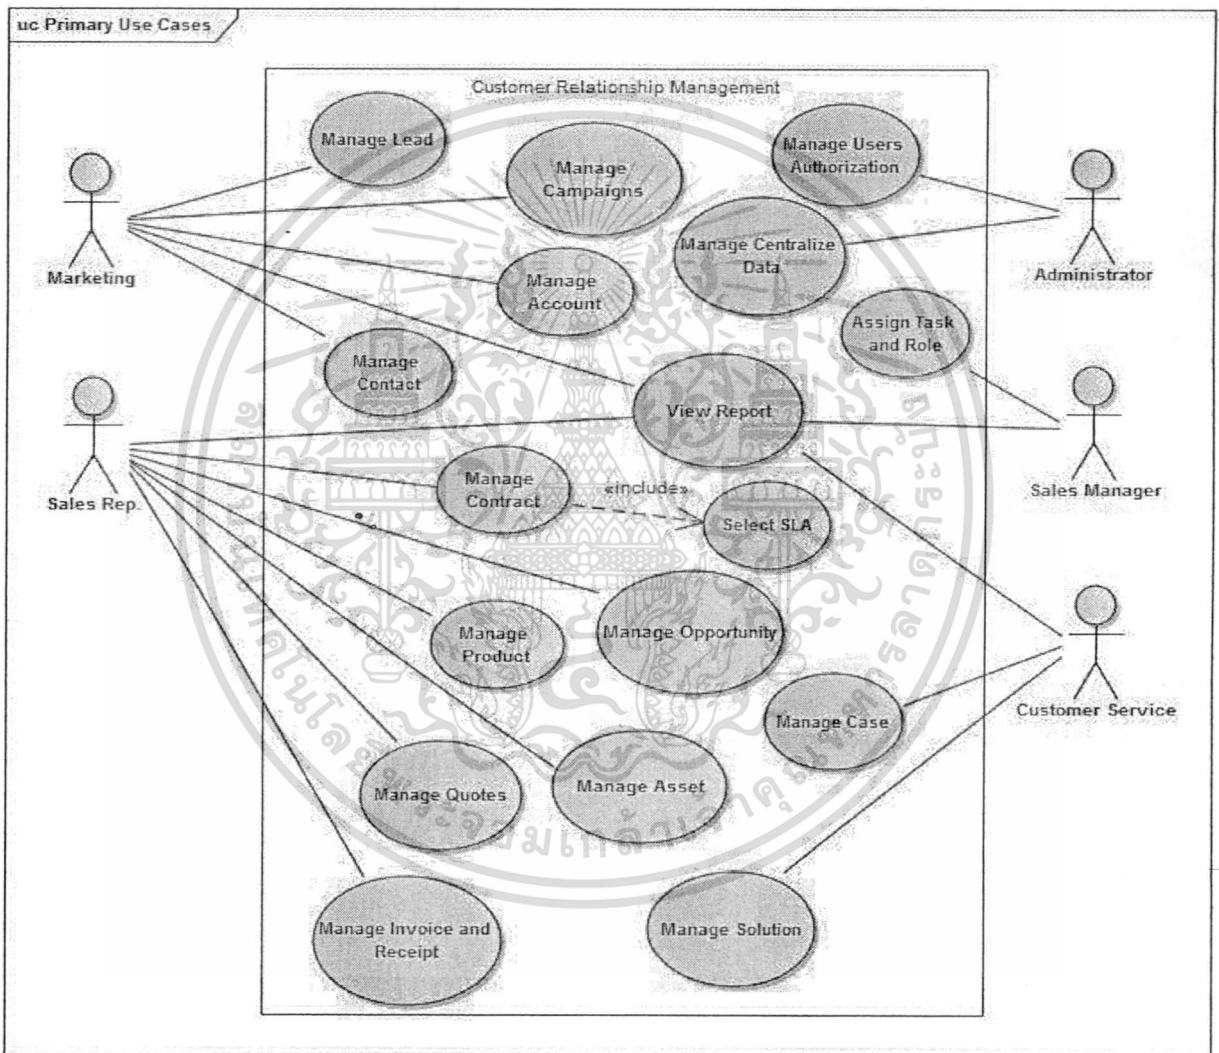 uc Primary Use Cases
Customer Relationship Management
Manage Lead
Manage
Campaigns
Manage Users
Authorization
Manage Centralize
Data
Marketing
Administrator
Manage
Account
Assign Task
and Role
Manage
Contact
View Report
Sales Rep.
Sales Manager
Manage
Contract
«include»
Select SLA
Manage
Product
Manage Opportunity
Customer Service
Manage Case
Manage Quotes
Manage Asset
Manage Invoice and
Receipt
Manage Solution